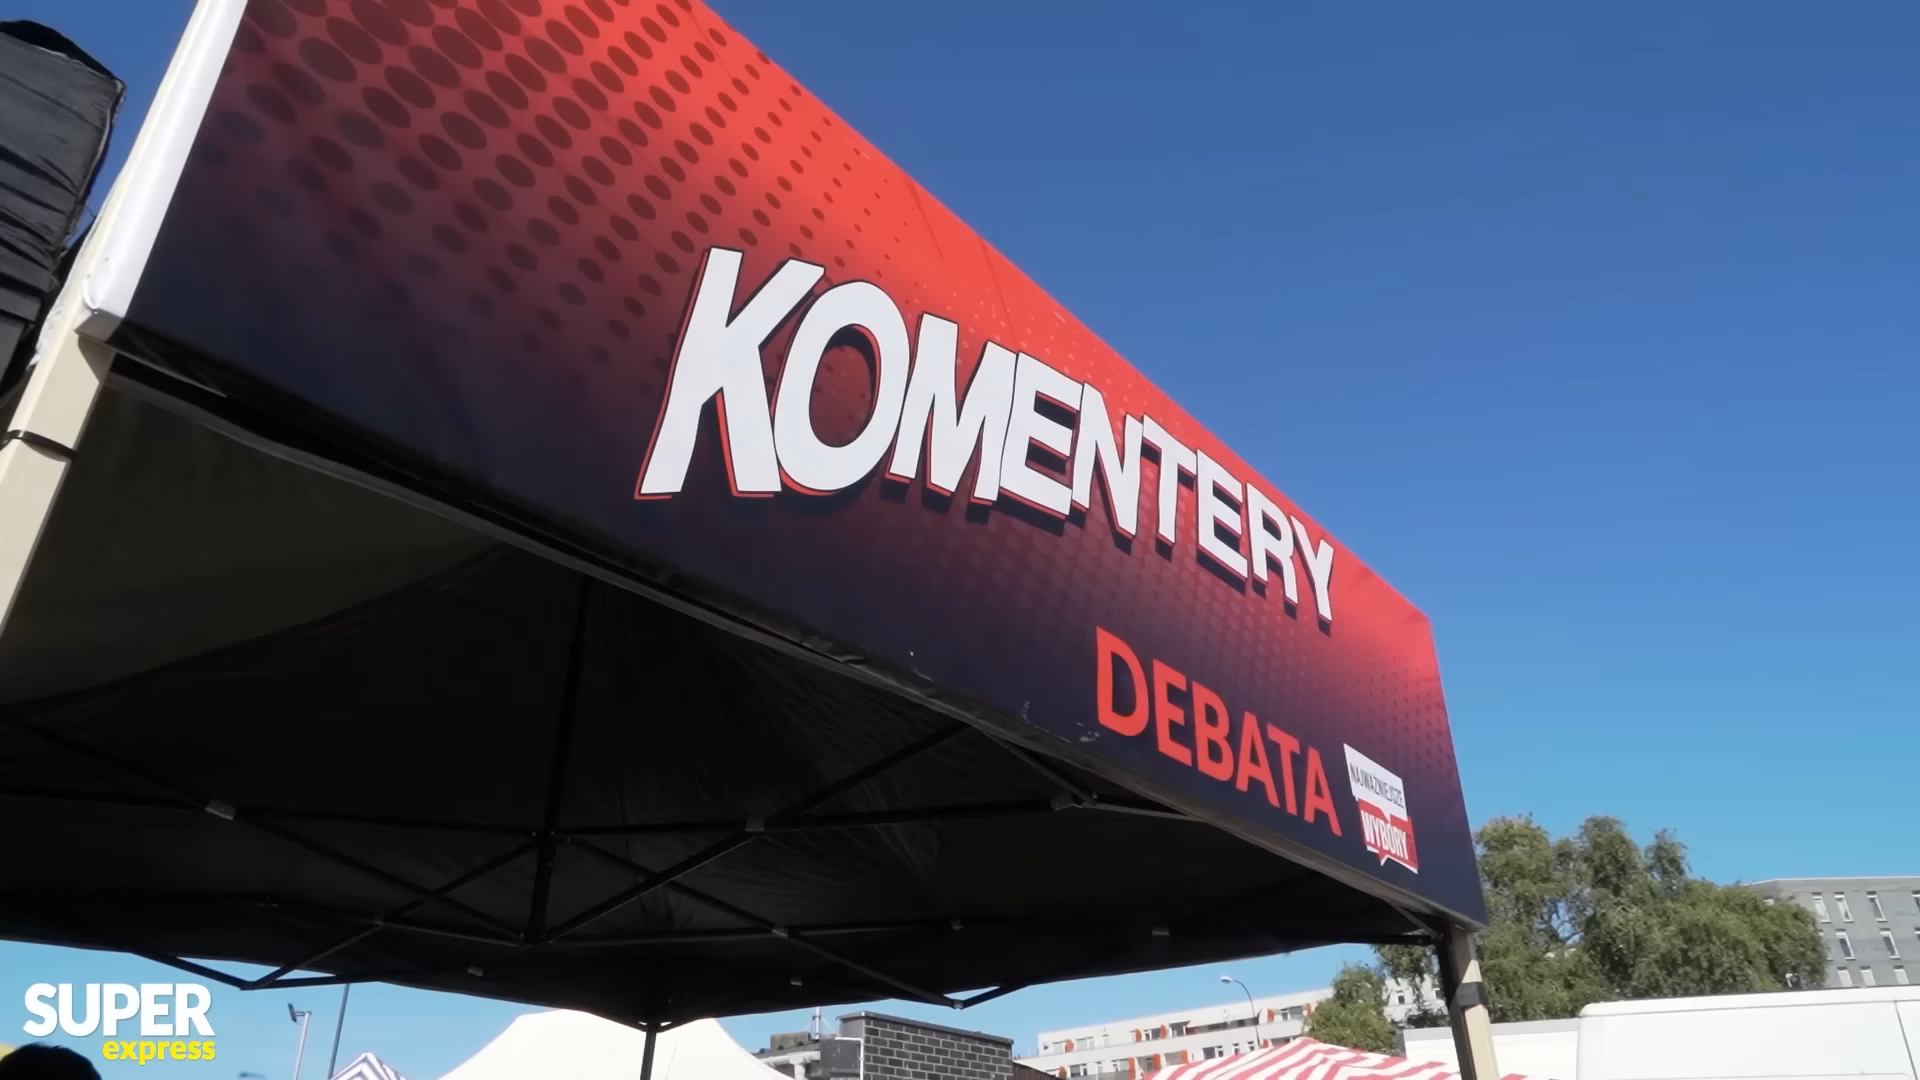 KOMENTERY
DEBATA
NAJWAŻNIEJSZE
WYBORY
SUPER
express